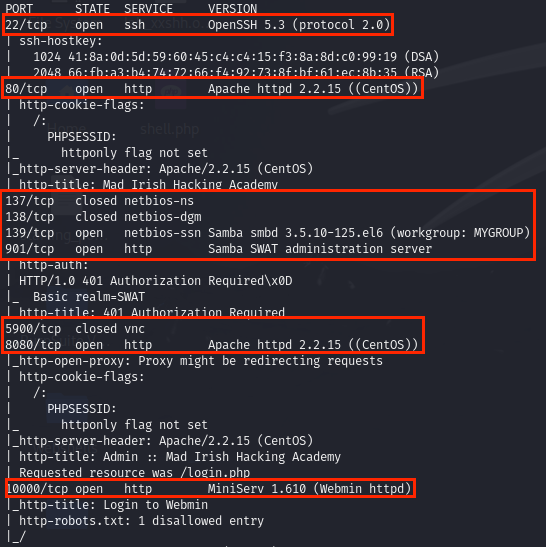 PORT STATE SERVICE VERSION
22/tcp open ssh OpenSSH 5.3 (protocol 2.0)
| ssh-hostkey:
| 1024 41:8a:0d:5d:59:60:45:c4:c4:15:f3:8a:8d:c0:99:19 (DSA)
|_ 2048 66:fb:a3:b4:74:72:66:f4:92:73:8f:bf:61:ec:8b:35 (RSA)
80/tcp open http Apache httpd 2.2.15 ((CentOS))
| http-cookie-flags:
| /:
| PHPSESSID:
|_ httponly flag not set
|_http-server-header: Apache/2.2.15 (CentOS)
|_http-title: Mad Irish Hacking Academy
137/tcp closed netbios-ns
138/tcp closed netbios-dgm
139/tcp open netbios-ssn Samba smbd 3.5.10-125.el6 (workgroup: MYGROUP)
901/tcp open http Samba SWAT administration server
| http-auth:
| HTTP/1.0 401 Authorization Required\x0D
|_ Basic realm=SWAT
|_http-title: 401 Authorization Required
5900/tcp closed vnc
8080/tcp open http Apache httpd 2.2.15 ((CentOS))
|_http-open-proxy: Proxy might be redirecting requests
| http-cookie-flags:
| /:
| PHPSESSID:
|_ httponly flag not set
|_http-server-header: Apache/2.2.15 (CentOS)
| http-title: Admin :: Mad Irish Hacking Academy
|_Requested resource was /login.php
10000/tcp open http MiniServ 1.610 (Webmin httpd)
|_http-title: Login to Webmin
| http-robots.txt: 1 disallowed entry
|_/
shell.php